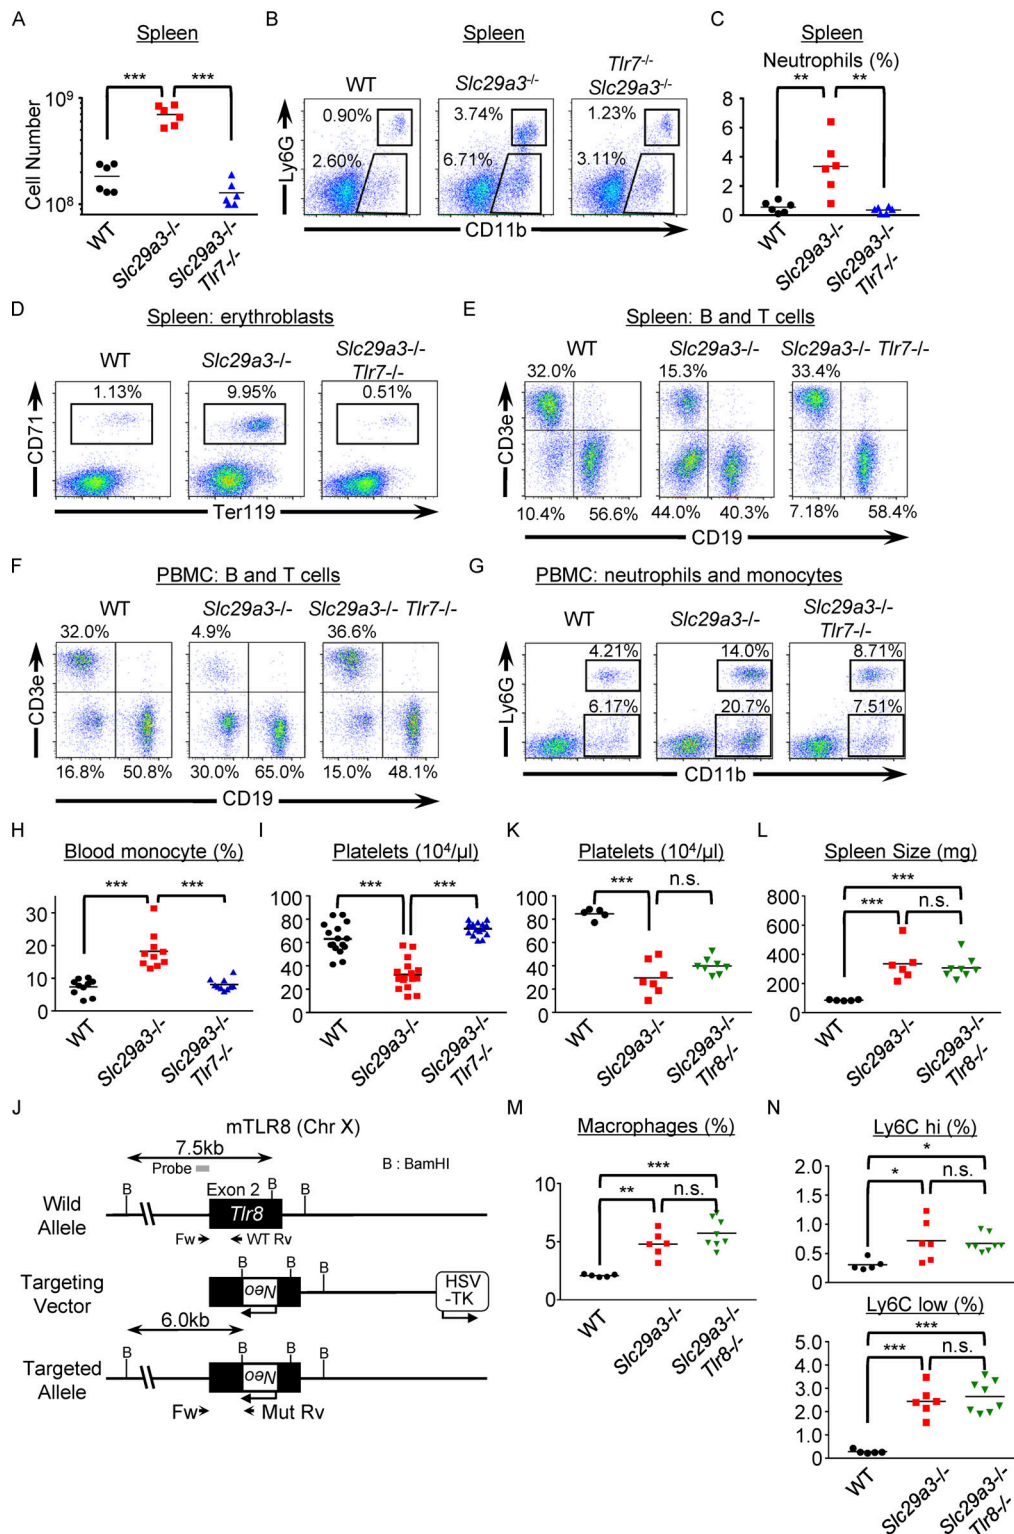 A
Spleen
***
***
10⁹
10⁸
Cell Number
WT
Slc29a3-/-
Slc29a3-/-
Tlr7-/-
B
Spleen
WT
Slc29a3-/-
Tlr7-/-
Slc29a3-/-
0.90%
3.74%
1.23%
2.60%
6.71%
3.11%
Ly6G
CD11b
C
Spleen
Neutrophils (%)
**
**
8
6
4
2
0
WT
Slc29a3-/-
Slc29a3-/-
Tlr7-/-
D
Spleen: erythroblasts
WT
Slc29a3-/-
Slc29a3-/-
Tlr7-/-
1.13%
9.95%
0.51%
CD71
Ter119
E
Spleen: B and T cells
WT
Slc29a3-/-
Slc29a3-/- Tlr7-/-
32.0%
15.3%
33.4%
CD3e
10.4%
56.6%
44.0%
40.3%
7.18%
58.4%
CD19
F
PBMC: B and T cells
WT
Slc29a3-/-
Slc29a3-/- Tlr7-/-
32.0%
4.9%
36.6%
CD3e
16.8%
50.8%
30.0%
65.0%
15.0%
48.1%
CD19
G
PBMC: neutrophils and monocytes
WT
Slc29a3-/-
Slc29a3-/-
Tlr7-/-
4.21%
14.0%
8.71%
6.17%
20.7%
7.51%
Ly6G
CD11b
H
Blood monocyte (%)
***
***
30
20
10
0
WT
Slc29a3-/-
Slc29a3-/-
Tlr7-/-
I
Platelets (10⁴/µl)
***
***
100
80
60
40
20
0
WT
Slc29a3-/-
Slc29a3-/-
Tlr7-/-
K
Platelets (10⁴/µl)
***
n.s.
100
80
60
40
20
0
WT
Slc29a3-/-
Slc29a3-/-
Tlr8-/-
L
Spleen Size (mg)
***
***
n.s.
800
600
400
200
0
WT
Slc29a3-/-
Slc29a3-/-
Tlr8-/-
J
mTLR8 (Chr X)
7.5kb
Probe
B : BamHI
B
Exon 2
B
B
Wild
Allele
Tlr8
Fw
WT Rv
B
B
B
Targeting
Vector
Neo
HSV
-TK
6.0kb
B
B
B
B
Targeted
Allele
Neo
Fw
Mut Rv
M
Macrophages (%)
***
**
n.s.
10
5
0
WT
Slc29a3-/-
Slc29a3-/-
Tlr8-/-
N
Ly6C hi (%)
*
*
n.s.
2.0
1.5
1.0
0.5
0.0
Ly6C low (%)
***
***
n.s.
5.0
4.0
3.0
2.0
1.0
0.0
WT
Slc29a3-/-
Slc29a3-/-
Tlr8-/-